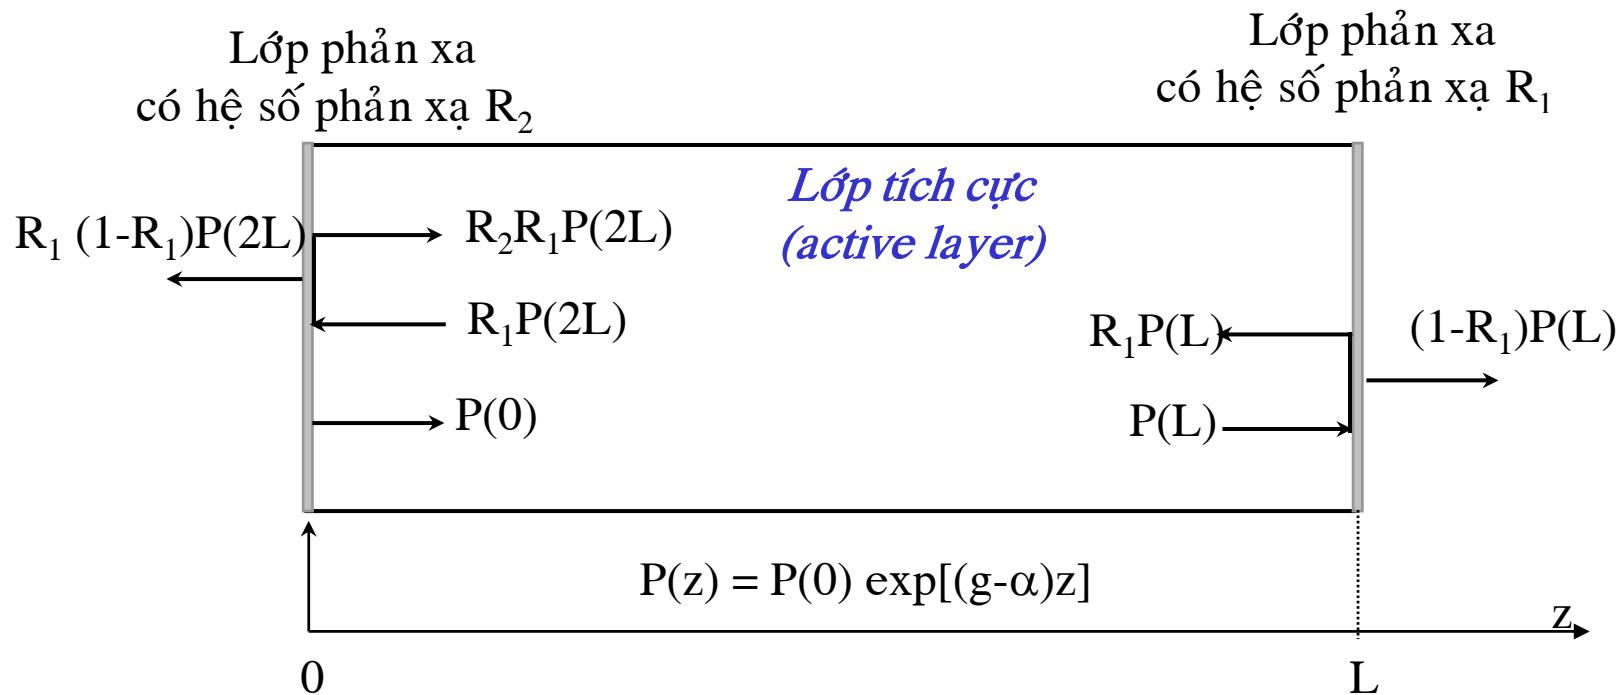 Lớp phản xa
có hệ số phản xạ R₂
Lớp phản xa
có hệ số phản xạ R₁
Lớp tích cực
(active layer)
R₁ (1-R₁)P(2L)
R₂R₁P(2L)
R₁P(2L)
P(0)
R₁P(L)
P(L)
(1-R₁)P(L)
P(z) = P(0) exp[(g-α)z]
z
0
L